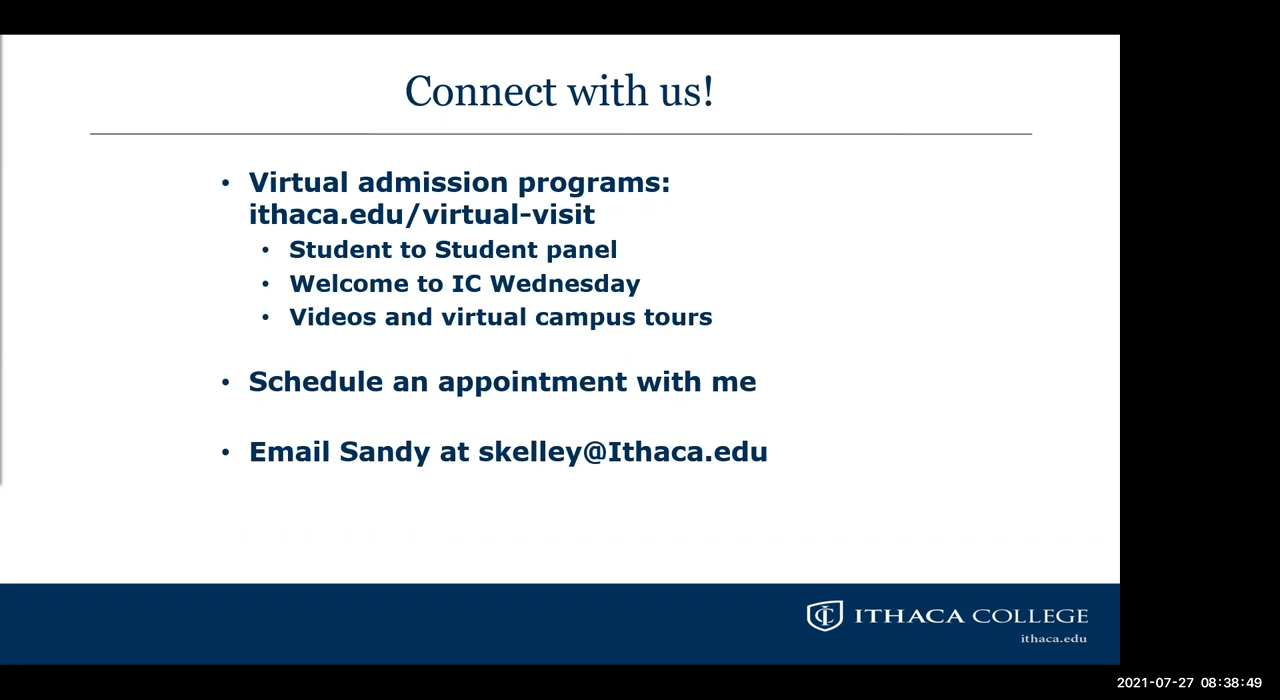 Connect with us!
• Virtual admission programs:
ithaca.edu/virtual-visit
• Student to Student panel
• Welcome to IC Wednesday
• Videos and virtual campus tours
• Schedule an appointment with me
• Email Sandy at skelley@Ithaca.edu
IC ITHACA COLLEGE
ithaca.edu
2021-07-27 08:38:49